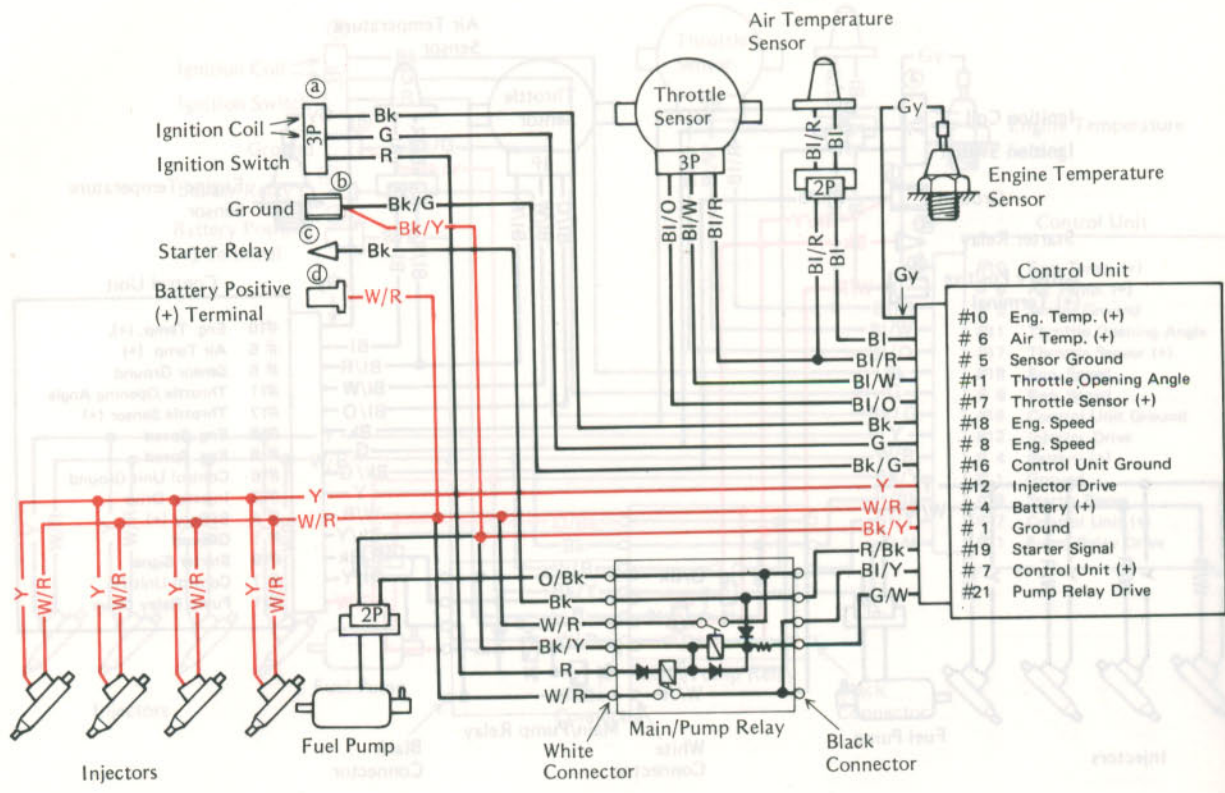 Air Temperature
Sensor
ⓐ
Ignition Coil
Ignition Switch
3P
Bk
G
R
ⓑ
Ground
Bk/G
Bk/Y
ⓒ
Starter Relay
Bk
ⓓ
Battery Positive
(+) Terminal
W/R
Throttle
Sensor
3P
Bl/O
Bl/W
Bl/R
Bl/R
Bl
2P
Bl/R
Bl
Gy
Engine Temperature
Sensor
Gy
Control Unit
Bl
Bl/R
Bl/W
Bl/O
Bk
G
Bk/G
Y
W/R
Bk/Y
R/Bk
Bl/Y
G/W
#10 Eng. Temp. (+)
# 6 Air Temp. (+)
# 5 Sensor Ground
#11 Throttle Opening Angle
#17 Throttle Sensor (+)
#18 Eng. Speed
# 8 Eng. Speed
#16 Control Unit Ground
#12 Injector Drive
# 4 Battery (+)
# 1 Ground
#19 Starter Signal
# 7 Control Unit (+)
#21 Pump Relay Drive
Y
W/R
Y
W/R
Y
W/R
Y
W/R
Y
W/R
2P
O/Bk
Bk
W/R
Bk/Y
R
W/R
Injectors
Fuel Pump
White
Connector
Main/Pump Relay
Black
Connector